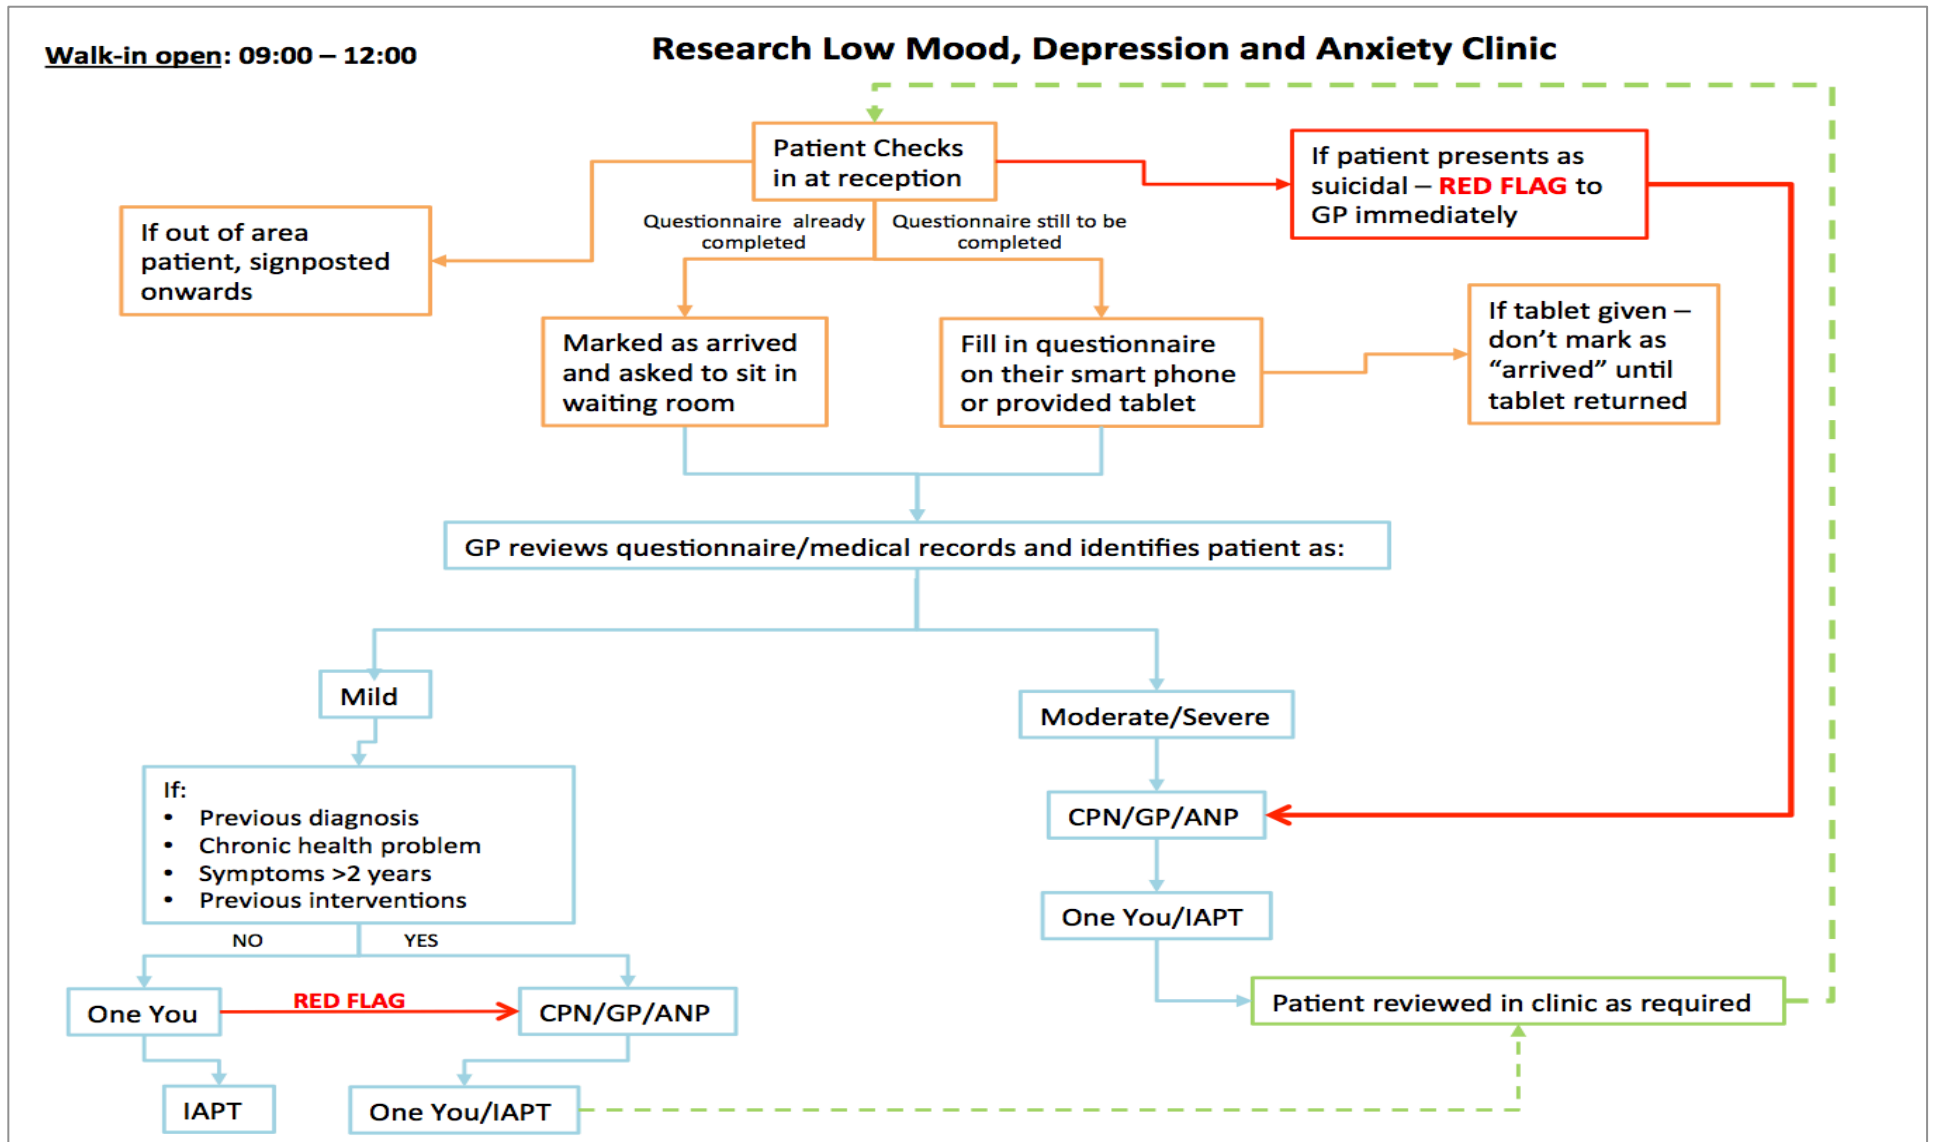 Walk-in open: 09:00 – 12:00
Research Low Mood, Depression and Anxiety Clinic
Patient Checks
in at reception
If patient presents as
suicidal – RED FLAG to
GP immediately
If out of area
patient, signposted
onwards
Questionnaire already
completed
Questionnaire still to be
completed
Marked as arrived
and asked to sit in
waiting room
Fill in questionnaire
on their smart phone
or provided tablet
If tablet given –
don’t mark as
“arrived” until
tablet returned
GP reviews questionnaire/medical records and identifies patient as:
Mild
Moderate/Severe
If:
• Previous diagnosis
• Chronic health problem
• Symptoms >2 years
• Previous interventions
CPN/GP/ANP
One You/IAPT
NO
YES
One You
RED FLAG
CPN/GP/ANP
Patient reviewed in clinic as required
IAPT
One You/IAPT